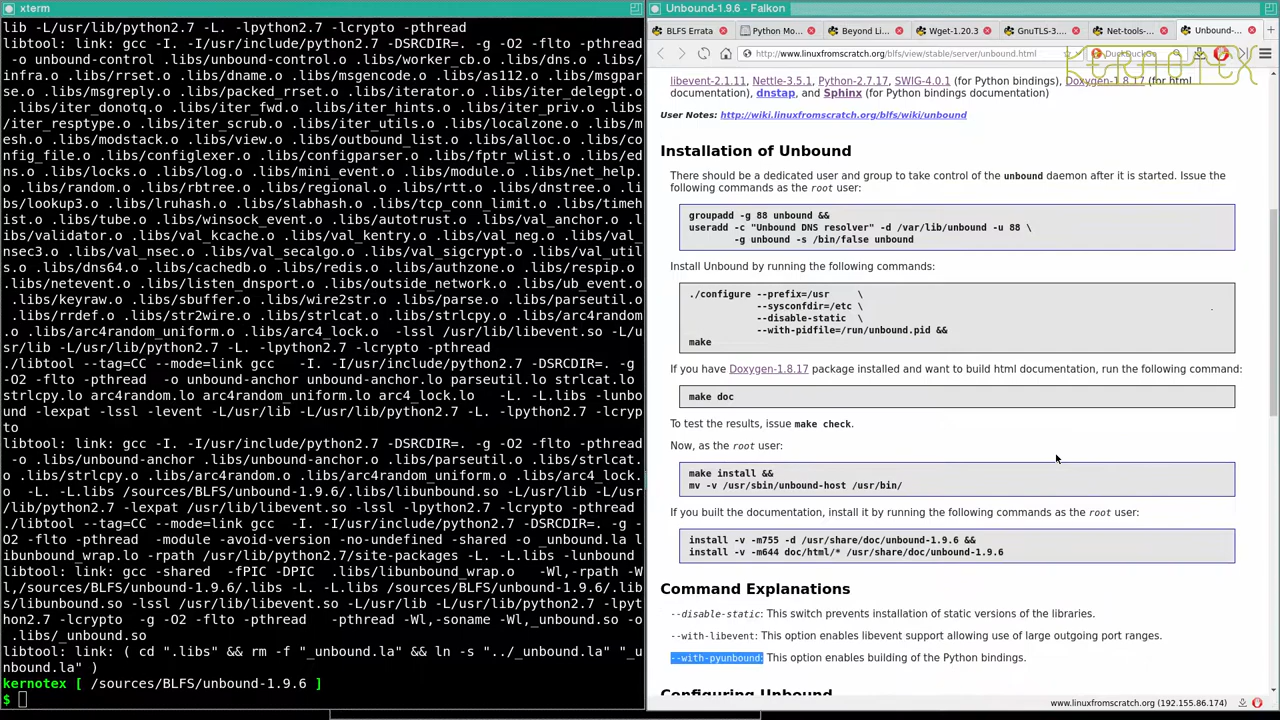 xterm
lib -L/usr/lib/python2.7 -L. -lpython2.7 -lcrypto -pthread
libtool: link: gcc -I. -I/usr/include/python2.7 -DSRCDIR=. -g -O2 -flto -pthread
-o unbound-control .libs/unbound-control.o .libs/worker_cb.o .libs/dns.o .libs/
infra.o .libs/rrset.o .libs/dname.o .libs/msgencode.o .libs/as112.o .libs/msgpar
se.o .libs/msgreply.o .libs/packed_rrset.o .libs/iterator.o .libs/iter_delegpt.o
.libs/iter_donotq.o .libs/iter_fwd.o .libs/iter_hints.o .libs/iter_priv.o .libs
/iter_resptype.o .libs/iter_scrub.o .libs/iter_utils.o .libs/localzone.o .libs/m
esh.o .libs/modstack.o .libs/view.o .libs/outbound_list.o .libs/alloc.o .libs/co
nfig_file.o .libs/configlexer.o .libs/configparser.o .libs/fptr_wlist.o .libs/ed
ns.o .libs/locks.o .libs/log.o .libs/mini_event.o .libs/module.o .libs/net_help.
o .libs/random.o .libs/rbtree.o .libs/regional.o .libs/rtt.o .libs/dnstree.o .li
bs/lookup3.o .libs/lruhash.o .libs/slabhash.o .libs/tcp_conn_limit.o .libs/timeh
ist.o .libs/tube.o .libs/winsock_event.o .libs/autotrust.o .libs/val_anchor.o .l
ibs/validator.o .libs/val_kcache.o .libs/val_kentry.o .libs/val_neg.o .libs/val_
nsec3.o .libs/val_nsec.o .libs/val_secalgo.o .libs/val_sigcrypt.o .libs/val_util
s.o .libs/dns64.o .libs/cachedb.o .libs/redis.o .libs/authzone.o .libs/respip.o
.libs/netevent.o .libs/listen_dnsport.o .libs/outside_network.o .libs/ub_event.o
.libs/keyraw.o .libs/sbuffer.o .libs/wire2str.o .libs/parse.o .libs/parseutil.o
.libs/rrdef.o .libs/str2wire.o .libs/strlcat.o .libs/strlcpy.o .libs/arc4random
.o .libs/arc4random_uniform.o .libs/arc4_lock.o  -lssl /usr/lib/libevent.so -L/u
sr/lib -L/usr/lib/python2.7 -L. -lpython2.7 -lcrypto -pthread
./libtool --tag=CC --mode=link gcc   -I. -I/usr/include/python2.7 -DSRCDIR=. -g
-O2 -flto -pthread  -o unbound-anchor unbound-anchor.lo parseutil.lo strlcat.lo
strlcpy.lo arc4random.lo arc4random_uniform.lo arc4_lock.lo   -L. -L.libs -lunbo
und -lexpat -lssl -levent -L/usr/lib -L/usr/lib/python2.7 -L. -lpython2.7 -lcryp
to
libtool: link: gcc -I. -I/usr/include/python2.7 -DSRCDIR=. -g -O2 -flto -pthread
-o .libs/unbound-anchor .libs/unbound-anchor.o .libs/parseutil.o .libs/strlcat.
o .libs/strlcpy.o .libs/arc4random.o .libs/arc4random_uniform.o .libs/arc4_lock.
o  -L. -L.libs /sources/BLFS/unbound-1.9.6/.libs/libunbound.so -L/usr/lib -L/usr
/lib/python2.7 -lexpat /usr/lib/libevent.so -lssl -lpython2.7 -lcrypto -pthread
./libtool --tag=CC --mode=link gcc   -I. -I/usr/include/python2.7 -DSRCDIR=. -g
-O2 -flto -pthread  -module -avoid-version -no-undefined -shared -o _unbound.la l
ibunbound_wrap.lo -rpath /usr/lib/python2.7/site-packages -L. -L.libs -lunbound
libtool: link: gcc -shared  -fPIC -DPIC  .libs/libunbound_wrap.o   -Wl,-rpath -W
l,/sources/BLFS/unbound-1.9.6/.libs -L. -L.libs /sources/BLFS/unbound-1.9.6/.lib
s/libunbound.so -lssl /usr/lib/libevent.so -L/usr/lib -L/usr/lib/python2.7 -lpyt
hon2.7 -lcrypto  -g -O2 -flto -pthread   -pthread -Wl,-soname -Wl,_unbound.so -o
.libs/_unbound.so
libtool: link: ( cd ".libs" && rm -f "_unbound.la" && ln -s "../_unbound.la" "_u
nbound.la" )
kernotex [ /sources/BLFS/unbound-1.9.6 ]
$
Unbound-1.9.6 - Falkon
BLFS Errata
Python Mo...
Beyond Li...
Wget-1.20.3
GnuTLS-3....
Net-tools-...
Unbound-...
http://www.linuxfromscratch.org/blfs/view/stable/server/unbound.html
DuckDuckGo
KERNOTEX
libevent-2.1.11, Nettle-3.5.1, Python-2.7.17, SWIG-4.0.1 (for Python bindings), Doxygen-1.8.17 (for html
documentation), dnstap, and Sphinx (for Python bindings documentation)
User Notes: http://wiki.linuxfromscratch.org/blfs/wiki/unbound
Installation of Unbound
There should be a dedicated user and group to take control of the unbound daemon after it is started. Issue the
following commands as the root user:
groupadd -g 88 unbound &&
useradd -c "Unbound DNS resolver" -d /var/lib/unbound -u 88 \
-g unbound -s /bin/false unbound
Install Unbound by running the following commands:
./configure --prefix=/usr     \
--sysconfdir=/etc \
--disable-static  \
--with-pidfile=/run/unbound.pid &&
make
If you have Doxygen-1.8.17 package installed and want to build html documentation, run the following command:
make doc
To test the results, issue make check.
Now, as the root user:
make install &&
mv -v /usr/sbin/unbound-host /usr/bin/
If you built the documentation, install it by running the following commands as the root user:
install -v -m755 -d /usr/share/doc/unbound-1.9.6 &&
install -v -m644 doc/html/* /usr/share/doc/unbound-1.9.6
Command Explanations
--disable-static: This switch prevents installation of static versions of the libraries.
--with-libevent: This option enables libevent support allowing use of large outgoing port ranges.
--with-pyunbound: This option enables building of the Python bindings.
Configuring Unbound
www.linuxfromscratch.org (192.155.86.174)